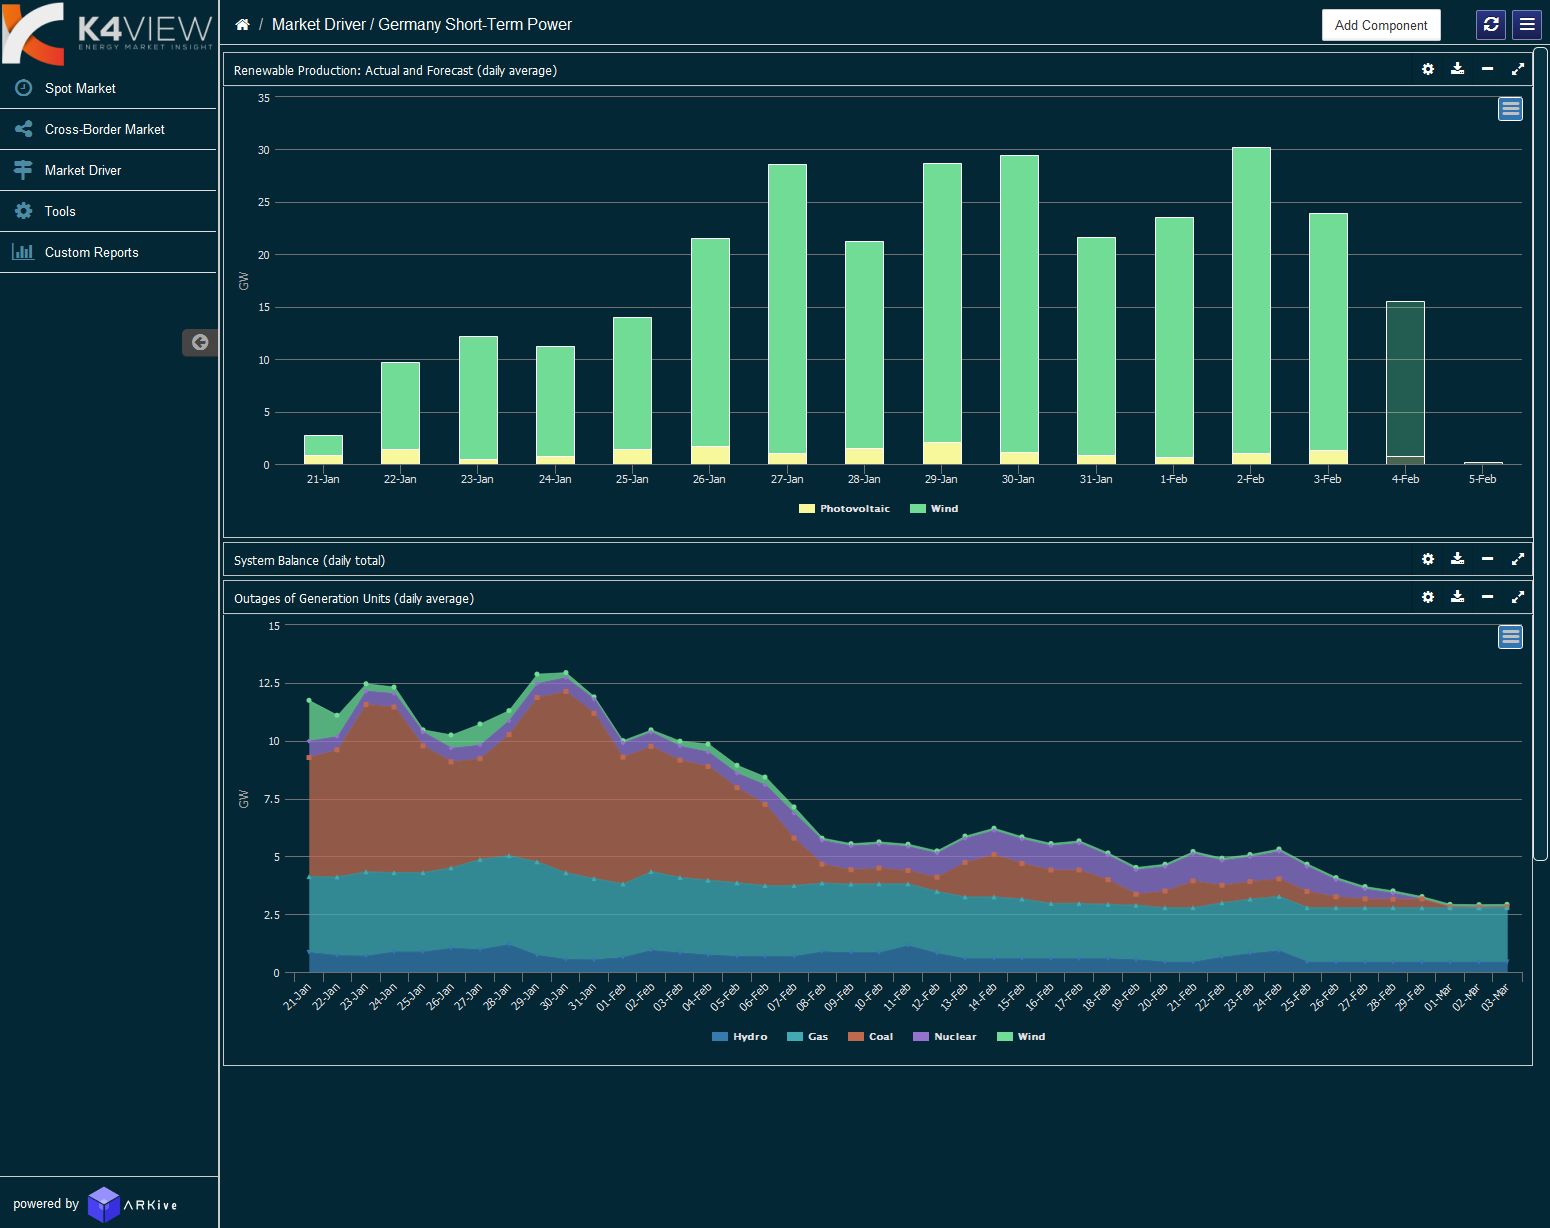 K4VIEW
ENERGY MARKET INSIGHT
Spot Market
Cross-Border Market
Market Driver
Tools
Custom Reports
powered by ARKive
/ Market Driver / Germany Short-Term Power
Add Component
Renewable Production: Actual and Forecast (daily average)
35
30
25
20
15
10
5
0
GW
21-Jan 22-Jan 23-Jan 24-Jan 25-Jan 26-Jan 27-Jan 28-Jan 29-Jan 30-Jan 31-Jan 1-Feb 2-Feb 3-Feb 4-Feb 5-Feb
Photovoltaic Wind
System Balance (daily total)
Outages of Generation Units (daily average)
15
12.5
10
7.5
5
2.5
0
GW
21-Jan 22-Jan 23-Jan 24-Jan 25-Jan 26-Jan 27-Jan 28-Jan 29-Jan 30-Jan 31-Jan 01-Feb 02-Feb 03-Feb 04-Feb 05-Feb 06-Feb 07-Feb 08-Feb 09-Feb 10-Feb 11-Feb 12-Feb 13-Feb 14-Feb 15-Feb 16-Feb 17-Feb 18-Feb 19-Feb 20-Feb 21-Feb 22-Feb 23-Feb 24-Feb 25-Feb 26-Feb 27-Feb 28-Feb 29-Feb 01-Mar 02-Mar 03-Mar
Hydro Gas Coal Nuclear Wind